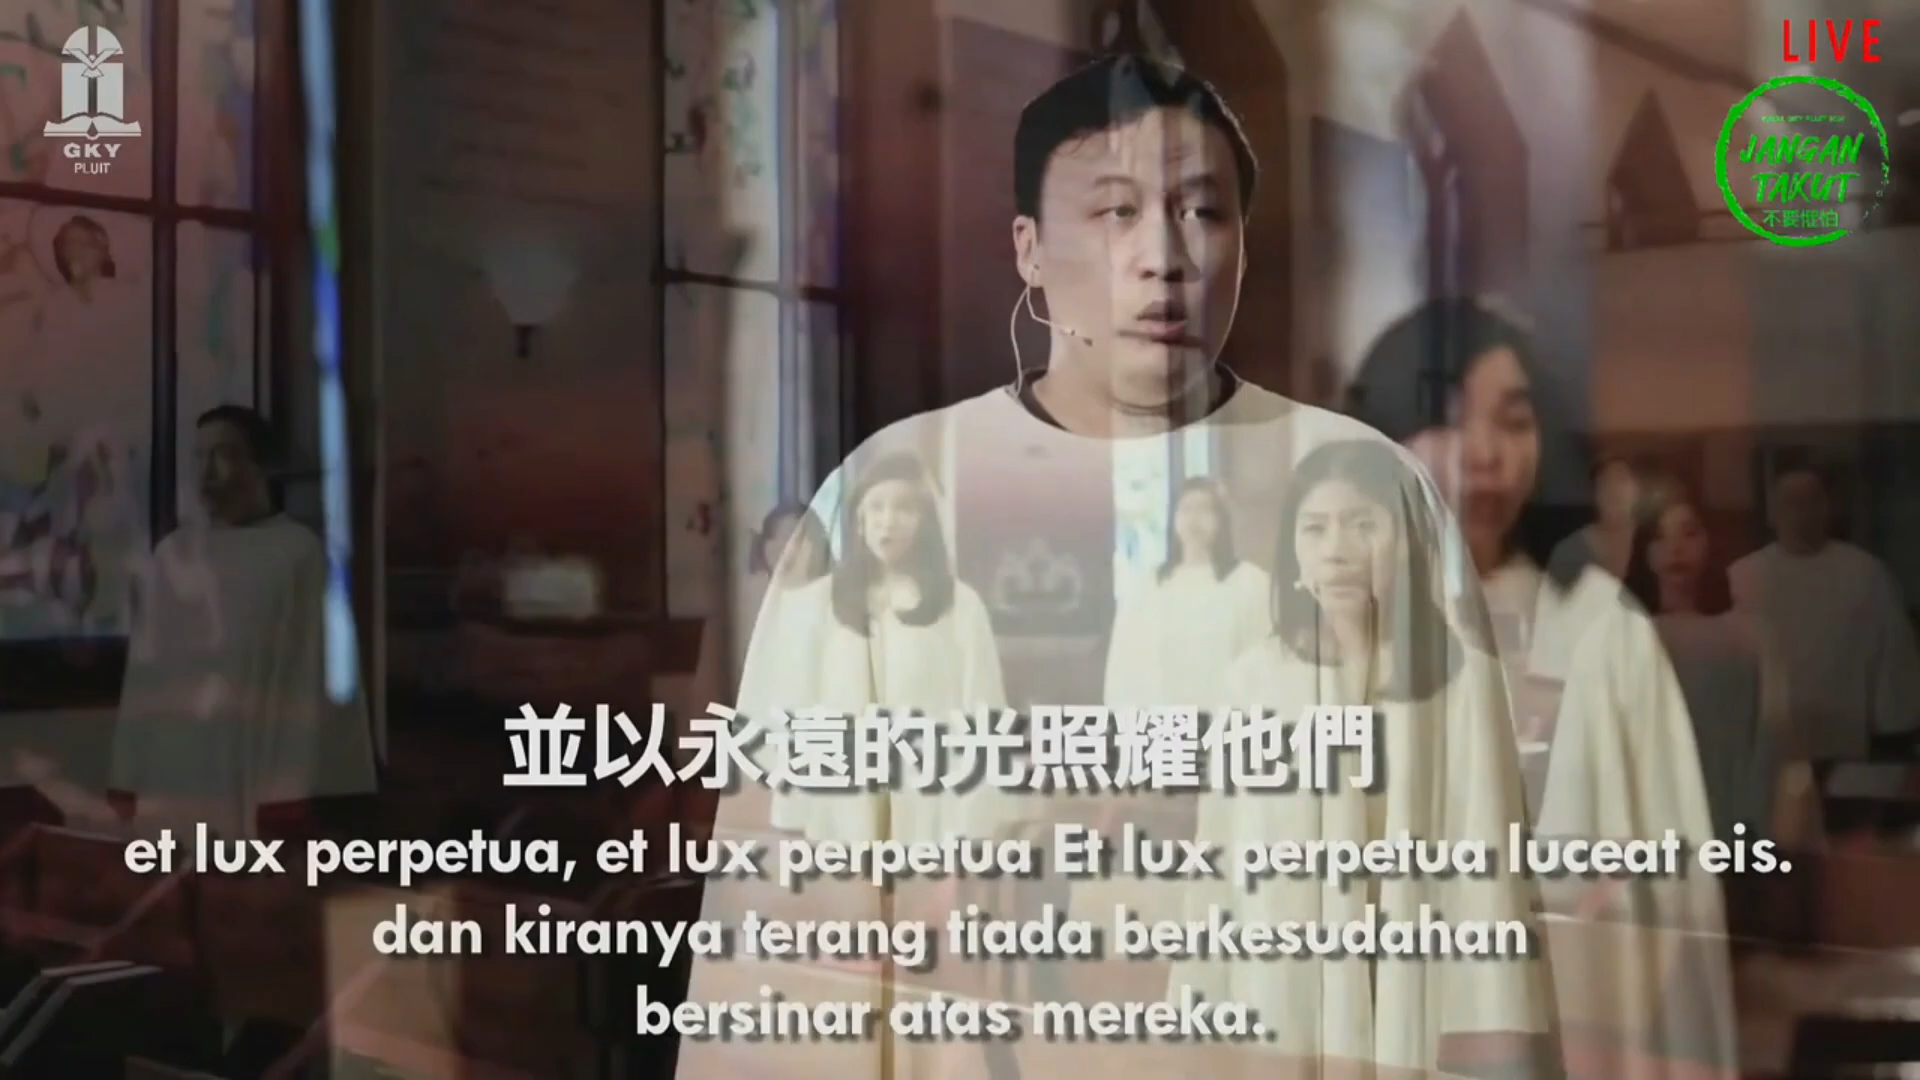 GKY
PLUIT
LIVE
JANGAN
TAKUT
不要懼怕
並以永遠的光照耀他們
et lux perpetua, et lux perpetua Et lux perpetua luceat eis.
dan kiranya terang tiada berkesudahan
bersinar atas mereka.